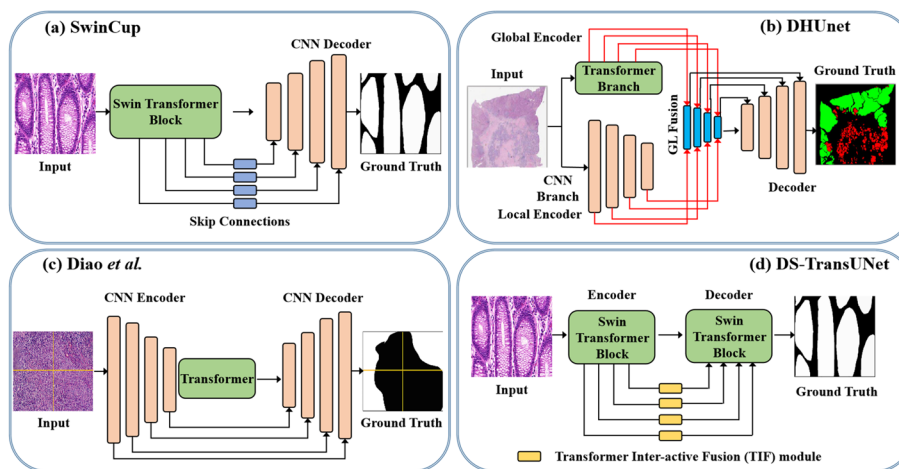 (a) SwinCup
CNN Decoder
Swin Transformer
Block
Input
Ground Truth
Skip Connections
(b) DHUnet
Global Encoder
Input
Transformer
Branch
Ground Truth
GL Fusion
CNN
Branch
Local Encoder
Decoder
(c) Diao et al.
CNN Encoder
CNN Decoder
Transformer
Input
Ground Truth
(d) DS-TransUNet
Encoder
Decoder
Swin
Transformer
Block
Swin
Transformer
Block
Input
Ground Truth
Transformer Inter-active Fusion (TIF) module